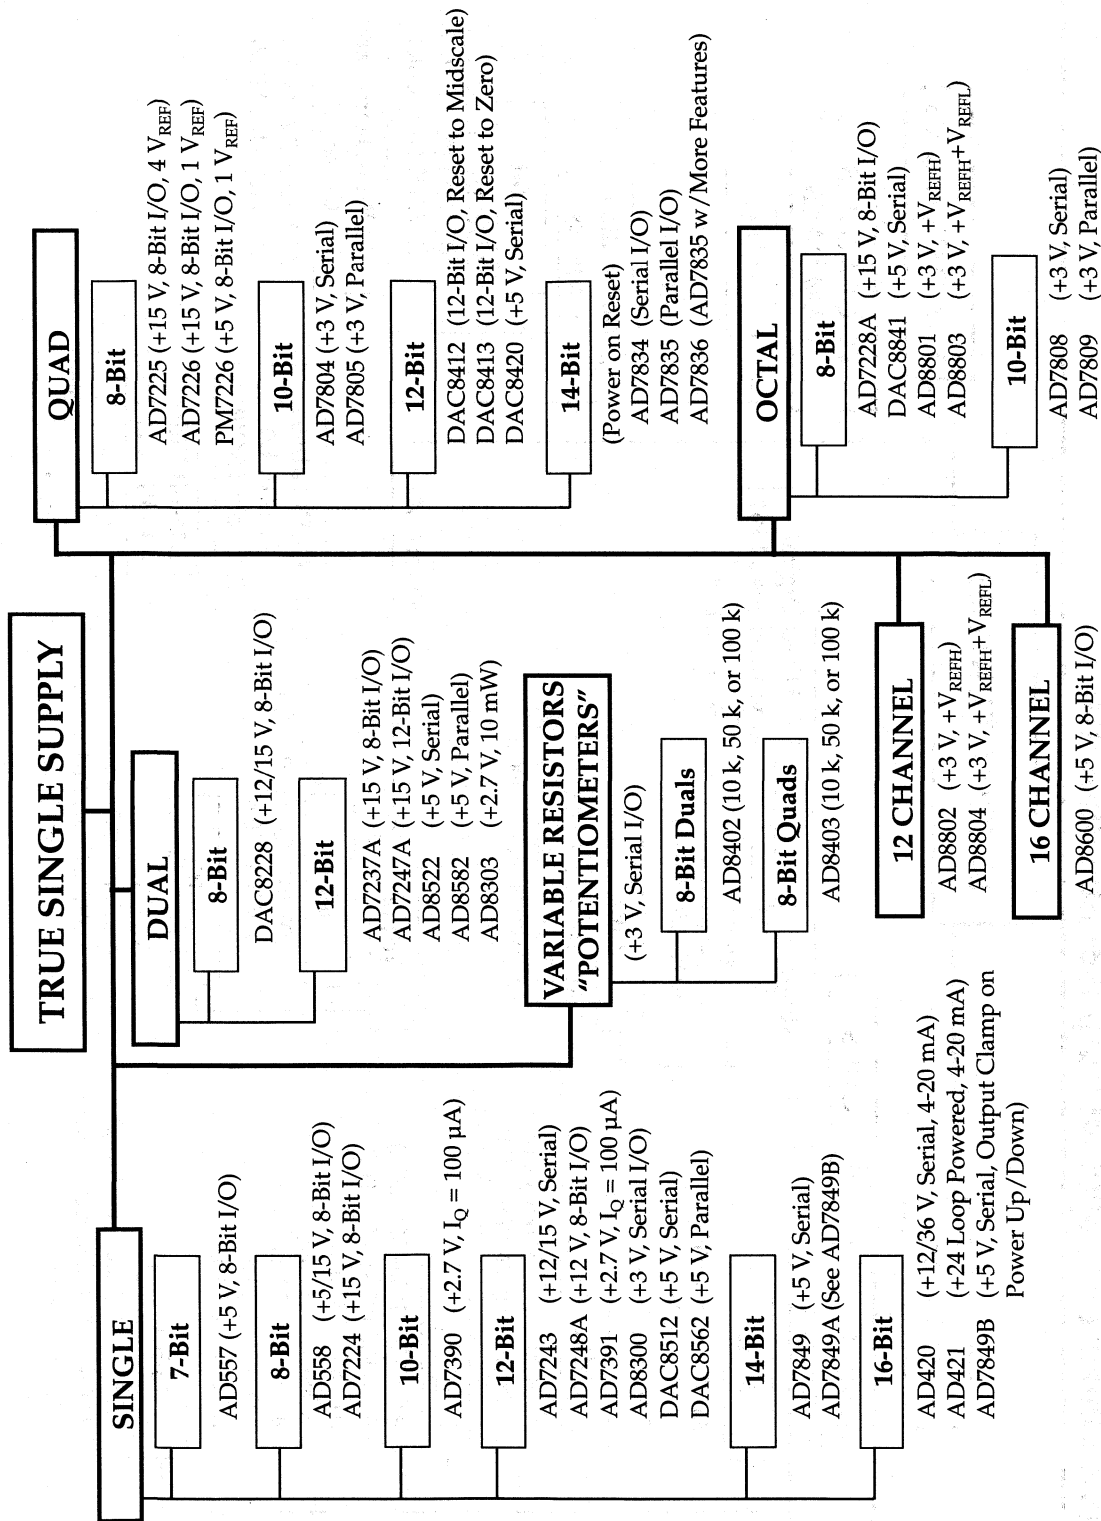 TRUE SINGLE SUPPLY
SINGLE
7-Bit
AD557 (+5 V, 8-Bit I/O)
8-Bit
AD558 (+5/15 V, 8-Bit I/O)
AD7224 (+15 V, 8-Bit I/O)
10-Bit
AD7390 (+2.7 V, IQ = 100 µA)
12-Bit
AD7243 (+12/15 V, Serial)
AD7248A (+12 V, 8-Bit I/O)
AD7391 (+2.7 V, IQ = 100 µA)
AD8300 (+3 V, Serial I/O)
DAC8512 (+5 V, Serial)
DAC8562 (+5 V, Parallel)
14-Bit
AD7849 (+5 V, Serial)
AD7849A (See AD7849B)
16-Bit
AD420 (+12/36 V, Serial, 4-20 mA)
AD421 (+24 Loop Powered, 4-20 mA)
AD7849B (+5 V, Serial, Output Clamp on
Power Up/Down)
DUAL
8-Bit
DAC8228 (+12/15 V, 8-Bit I/O)
12-Bit
AD7237A (+15 V, 8-Bit I/O)
AD7247A (+15 V, 12-Bit I/O)
AD8522 (+5 V, Serial)
AD8582 (+5 V, Parallel)
AD8303 (+2.7 V, 10 mW)
VARIABLE RESISTORS
"POTENTIOMETERS"
(+3 V, Serial I/O)
8-Bit Duals
AD8402 (10 k, 50 k, or 100 k)
8-Bit Quads
AD8403 (10 k, 50 k, or 100 k)
12 CHANNEL
AD8802 (+3 V, +VREFH)
AD8804 (+3 V, +VREFH+VREFL)
16 CHANNEL
AD8600 (+5 V, 8-Bit I/O)
QUAD
8-Bit
AD7225 (+15 V, 8-Bit I/O, 4 VREF)
AD7226 (+15 V, 8-Bit I/O, 1 VREF)
PM7226 (+5 V, 8-Bit I/O, 1 VREF)
10-Bit
AD7804 (+3 V, Serial)
AD7805 (+3 V, Parallel)
12-Bit
DAC8412 (12-Bit I/O, Reset to Midscale)
DAC8413 (12-Bit I/O, Reset to Zero)
DAC8420 (+5 V, Serial)
14-Bit
(Power on Reset)
AD7834 (Serial I/O)
AD7835 (Parallel I/O)
AD7836 (AD7835 w/More Features)
OCTAL
8-Bit
AD7228A (+15 V, 8-Bit I/O)
DAC8841 (+5 V, Serial)
AD8801 (+3 V, +VREFH)
AD8803 (+3 V, +VREFH+VREFL)
10-Bit
AD7808 (+3 V, Serial)
AD7809 (+3 V, Parallel)